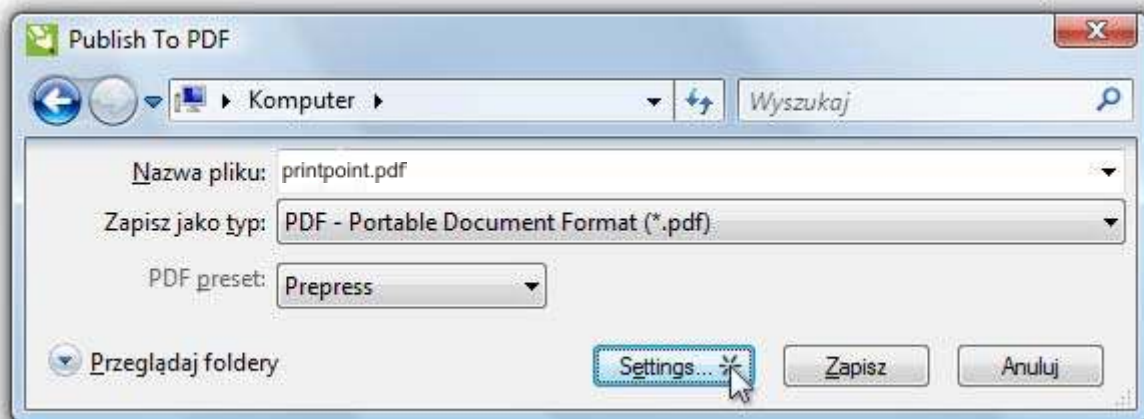 Publish To PDF
Komputer Wyszukaj
Nazwa pliku: printpoint.pdf
Zapisz jako typ: PDF - Portable Document Format (*.pdf)
PDF preset: Prepress
Przeglądaj foldery Settings... Zapisz Anuluj